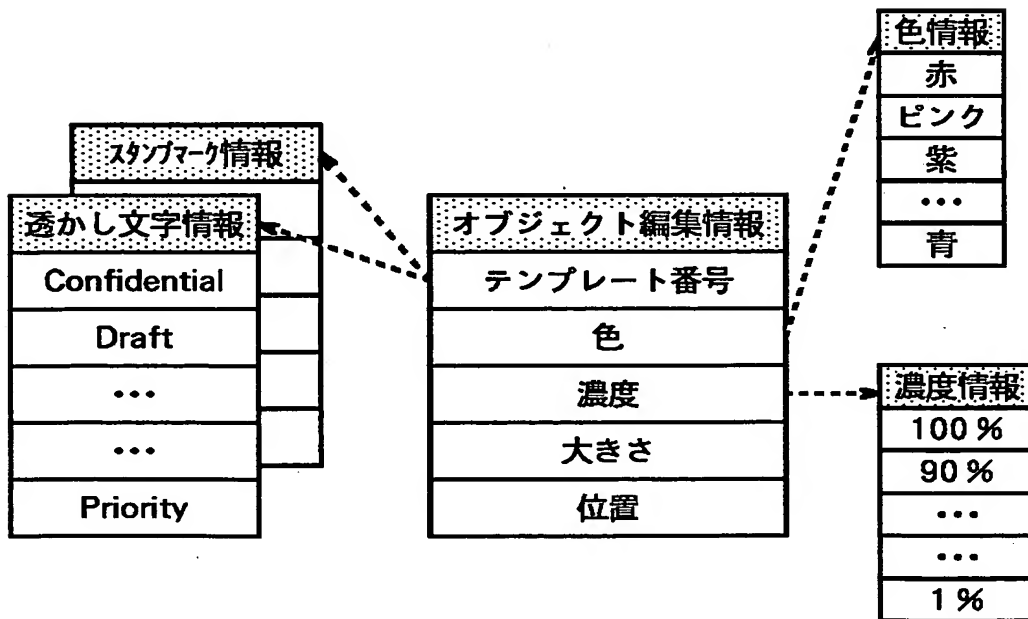 スタンプマーク情報
透かし文字情報
Confidential
Draft
•••
•••
Priority
オブジェクト編集情報
テンプレート番号
色
濃度
大きさ
位置
色情報
赤
ピンク
紫
•••
青
濃度情報
100 %
90 %
•••
•••
1 %